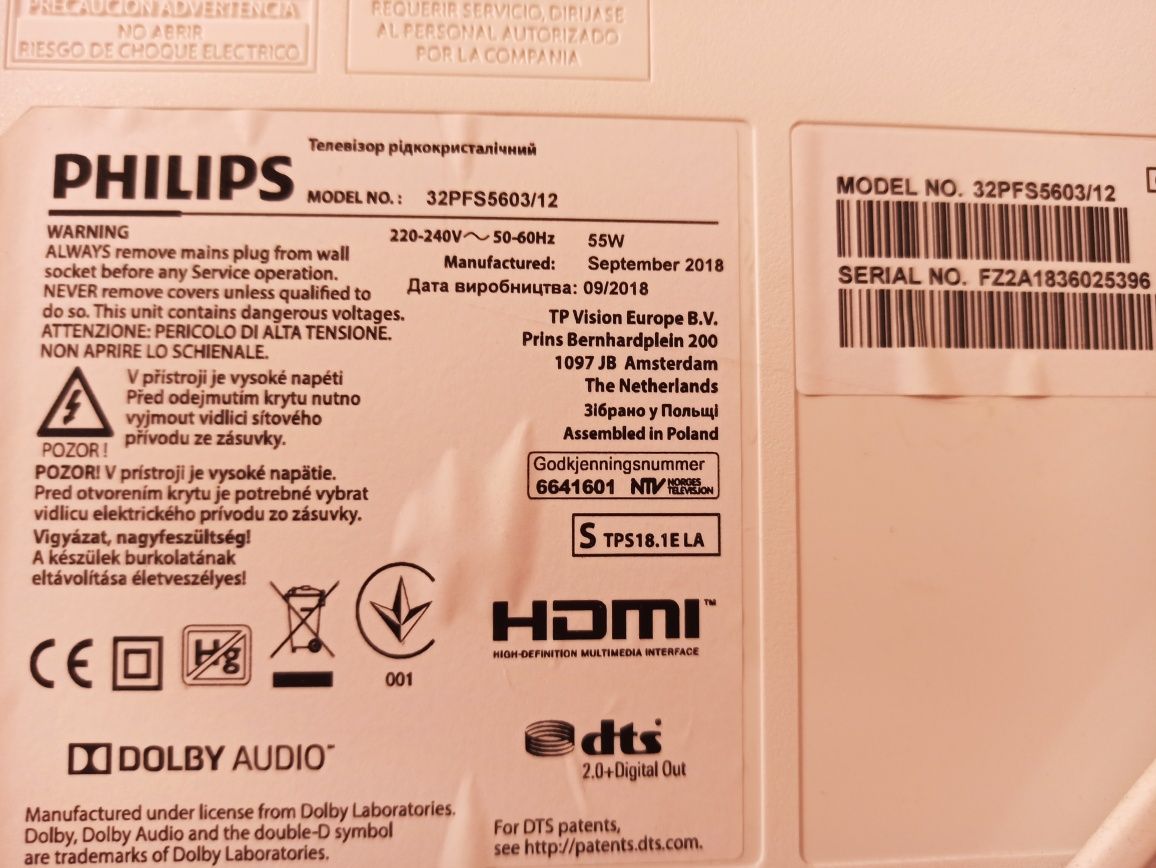 PRECAUCION ADVERTENCIA
NO ABRIR
RIESGO DE CHOQUE ELECTRICO
REQUERIR SERVICIO, DIRIJASE
AL PERSONAL AUTORIZADO
POR LA COMPANIA
Телевізор рідкокристалічний
PHILIPS
MODEL NO. : 32PFS5603/12
WARNING
ALWAYS remove mains plug from wall
socket before any Service operation.
NEVER remove covers unless qualified to
do so. This unit contains dangerous voltages.
ATTENZIONE: PERICOLO DI ALTA TENSIONE.
NON APRIRE LO SCHIENALE.
220-240V~ 50-60Hz 55W
Manufactured: September 2018
Дата виробництва: 09/2018
TP Vision Europe B.V.
Prins Bernhardplein 200
1097 JB Amsterdam
The Netherlands
Зібрано у Польщі
Assembled in Poland
V přístroji je vysoké napětí
Před odejmutím krytu nutno
vyjmout vidlici sítového
přívodu ze zásuvky.
POZOR !
POZOR! V prístroji je vysoké napätie.
Pred otvorením krytu je potrebné vybrat
vidlicu elektrického prívodu zo zásuvky.
Vigyázat, nagyfeszültség!
A készülek burkolatának
eltávolítása életveszélyes!
Godkjenningsnummer
6641601 NTV NORGES TELEVISJON
S TPS18.1E LA
CE
Hg
001
HDMI™
HIGH-DEFINITION MULTIMEDIA INTERFACE
DOLBY AUDIO™
dts
2.0+Digital Out
Manufactured under license from Dolby Laboratories.
Dolby, Dolby Audio and the double-D symbol
are trademarks of Dolby Laboratories.
For DTS patents,
see http://patents.dts.com.
MODEL NO. 32PFS5603/12
SERIAL NO. FZ2A1836025396